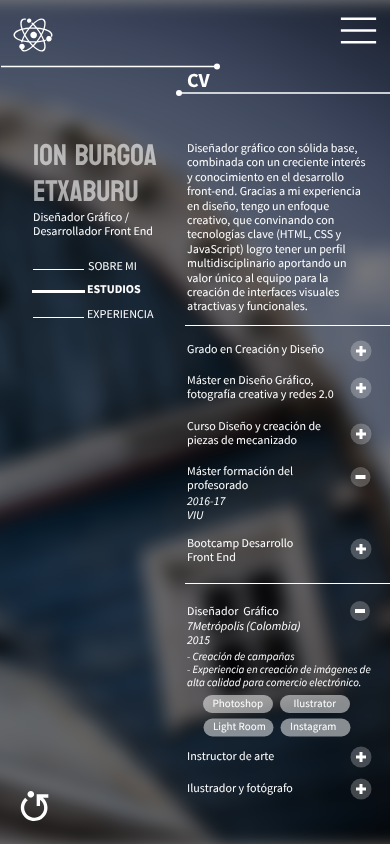 CV
ION BURGOA
ETXABURU
Diseñador Gráfico /
Desarrollador Front End
SOBRE MI
ESTUDIOS
EXPERIENCIA
Diseñador gráfico con sólida base,
combinada con un creciente interés
y conocimiento en el desarrollo
front-end. Gracias a mi experiencia
en diseño, tengo un enfoque
creativo, que convinando con
tecnologías clave (HTML, CSS y
JavaScript) logro tener un perfil
multidisciplinario aportando un
valor único al equipo para la
creación de interfaces visuales
atractivas y funcionales.
Grado en Creación y Diseño
Máster en Diseño Gráfico,
fotografía creativa y redes 2.0
Curso Diseño y creación de
piezas de mecanizado
Máster formación del
profesorado
2016-17
VIU
Bootcamp Desarrollo
Front End
Diseñador Gráfico
7Metrópolis (Colombia)
2015
- Creación de campañas
- Experiencia en creación de imágenes de
alta calidad para comercio electrónico.
Photoshop
Ilustrator
Light Room
Instagram
Instructor de arte
Ilustrador y fotógrafo